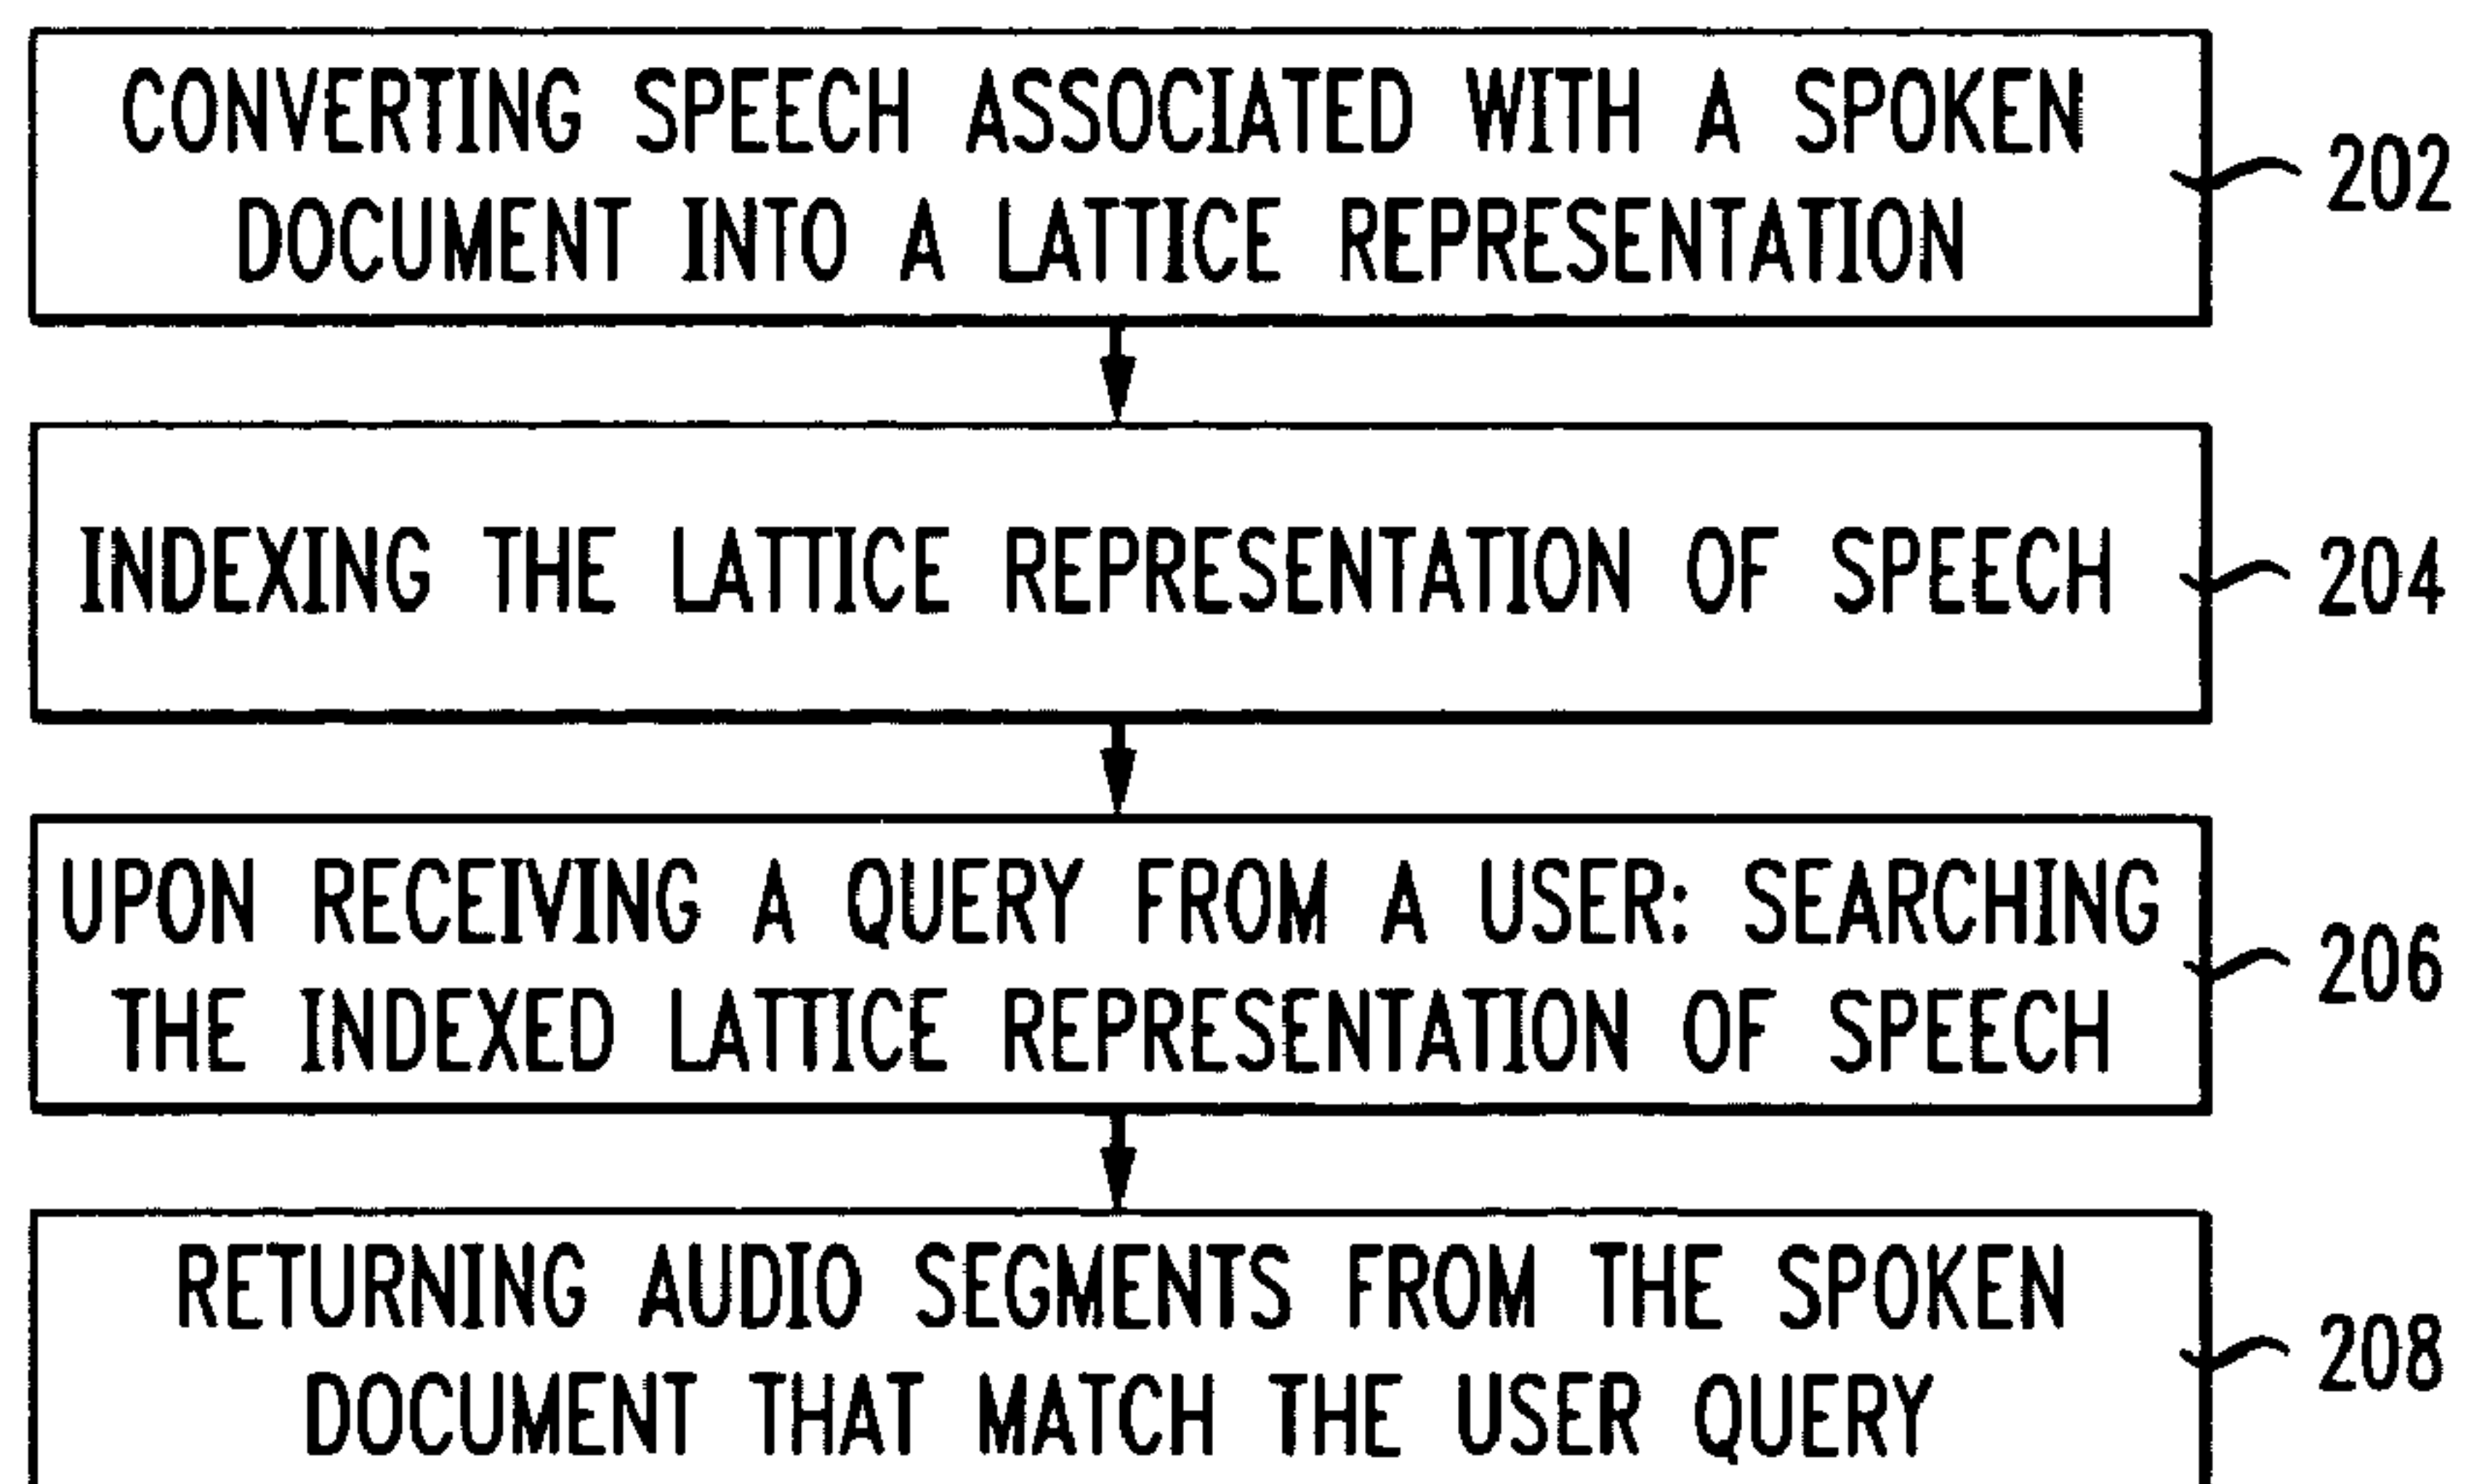 CONVERTING SPEECH ASSOCIATED WITH A SPOKEN
DOCUMENT INTO A LATTICE REPRESENTATION
202
INDEXING THE LATTICE REPRESENTATION OF SPEECH
204
UPON RECEIVING A QUERY FROM A USER: SEARCHING
THE INDEXED LATTICE REPRESENTATION OF SPEECH
206
RETURNING AUDIO SEGMENTS FROM THE SPOKEN
DOCUMENT THAT MATCH THE USER QUERY
208